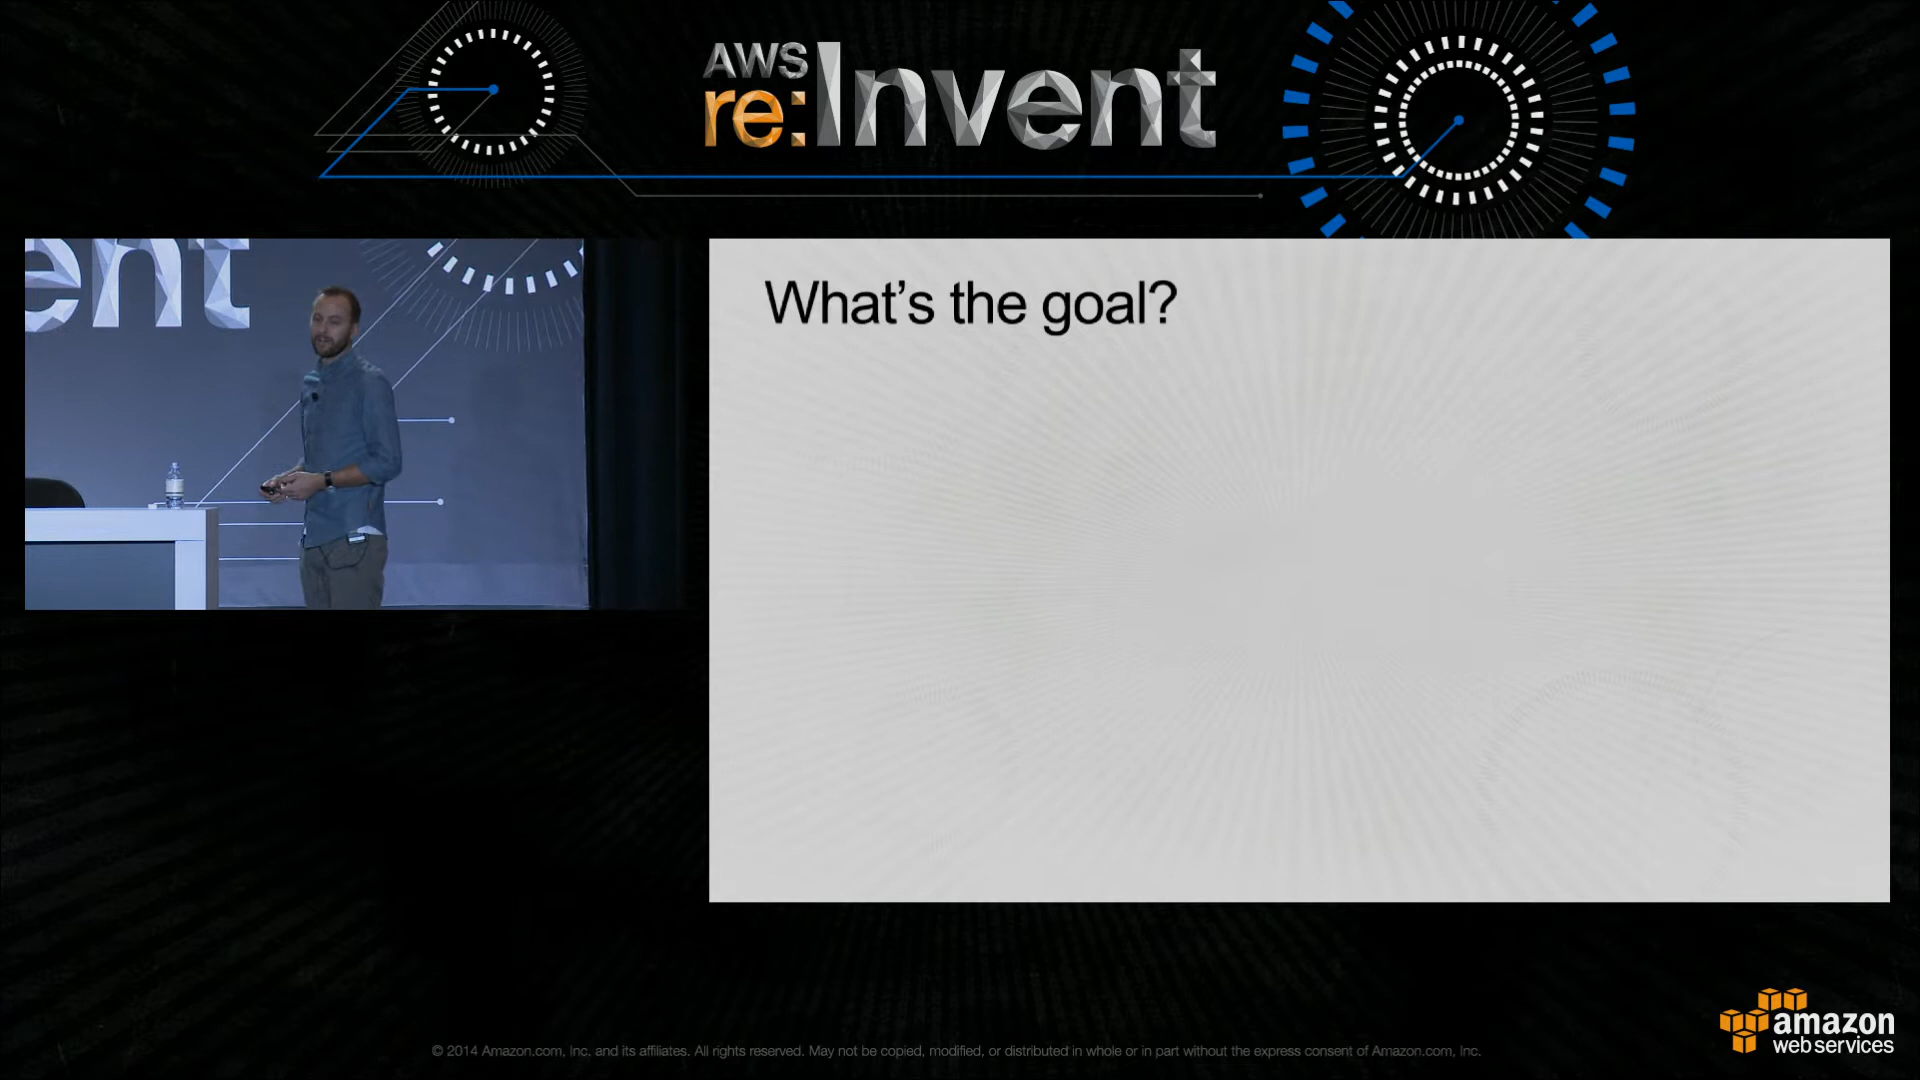 AWS
re:Invent
ent
What's the goal?
amazon
web services
© 2014 Amazon.com, Inc. and its affiliates. All rights reserved. May not be copied, modified, or distributed in whole or in part without the express consent of Amazon.com, Inc.